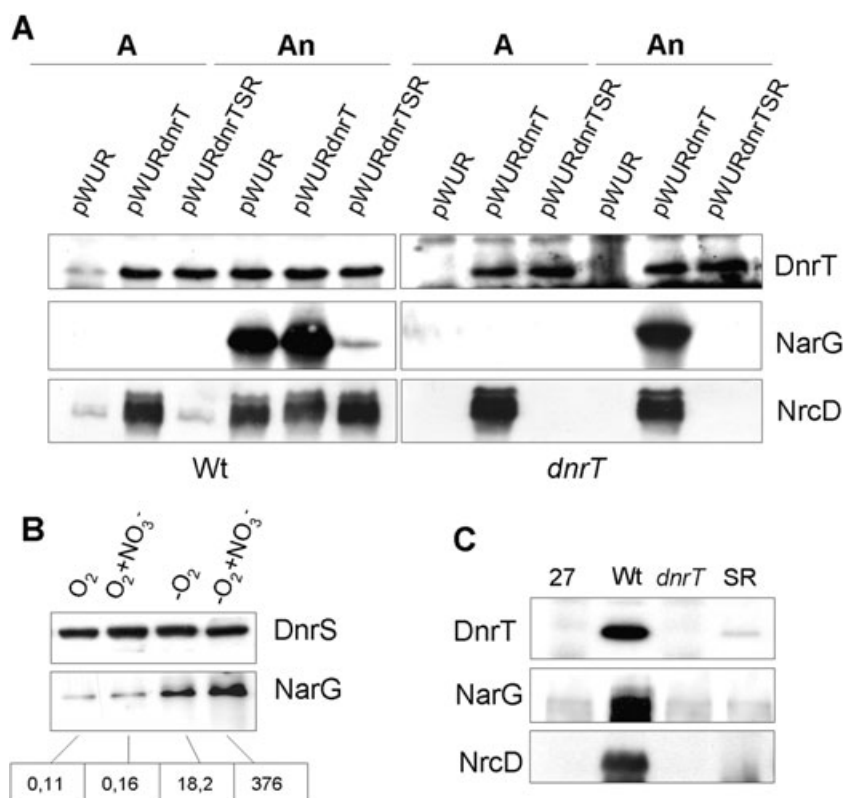 A
A An A An
pWUR pWURdnrT pWURdnrTSR pWUR pWURdnrT pWURdnrTSR pWUR pWURdnrT pWURdnrTSR pWUR pWURdnrT pWURdnrTSR
DnrT
NarG
NrcD
Wt dnrT
B
O₂ O₂+NO₃⁻ -O₂ -O₂+NO₃⁻
DnrS
NarG
0,11 0,16 18,2 376
C
27 Wt dnrT SR
DnrT
NarG
NrcD